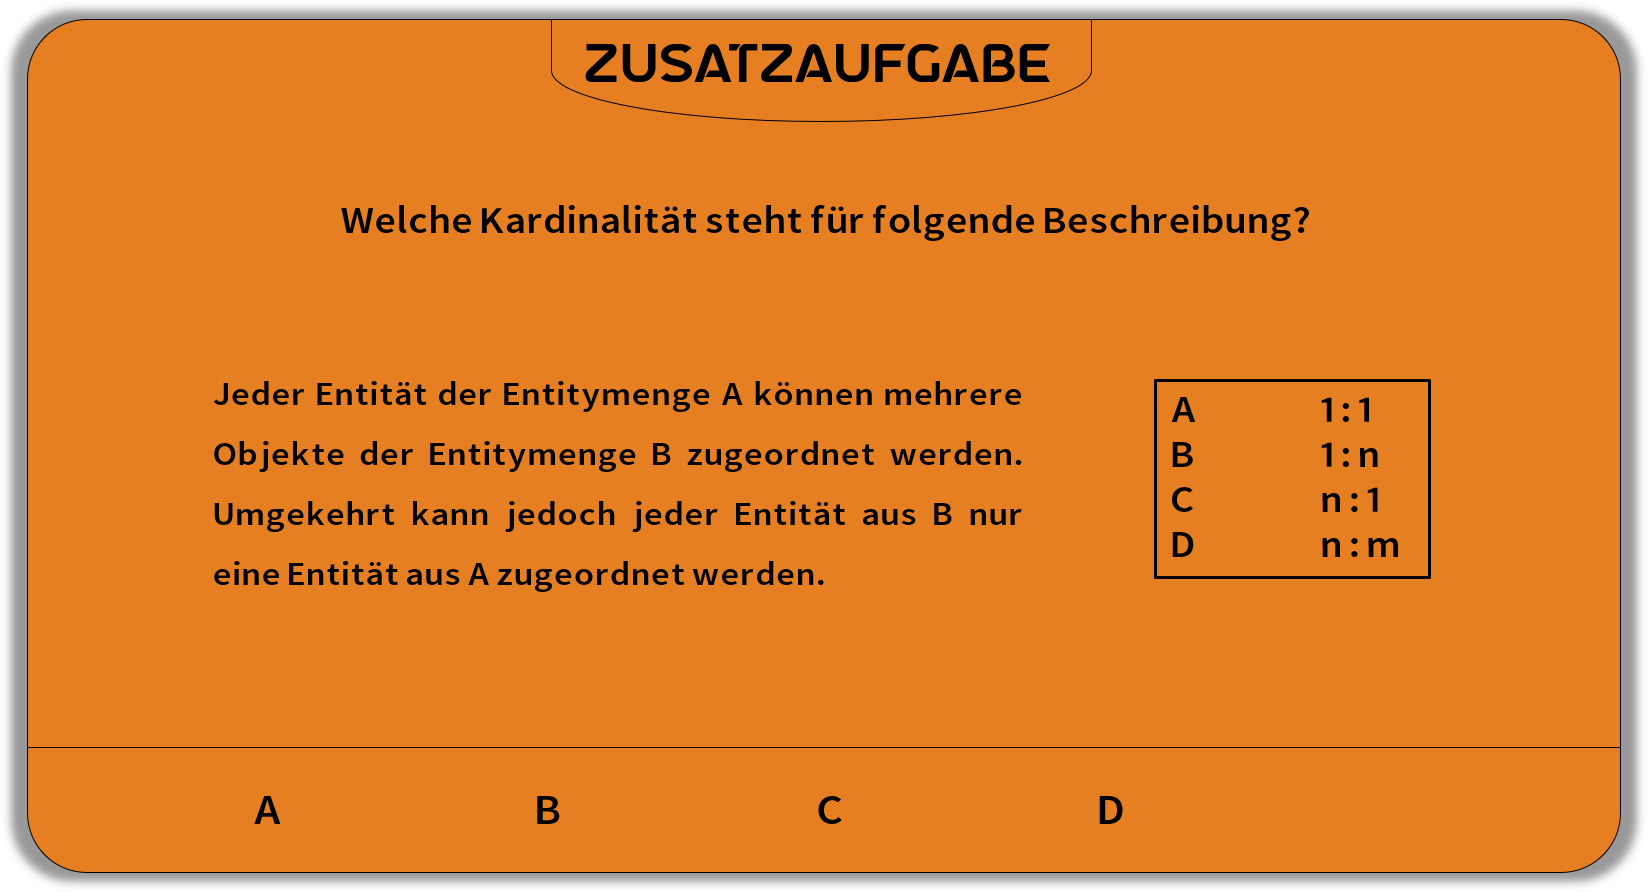 ZUSATZAUFGABE
Welche Kardinalität steht für folgende Beschreibung?
Jeder Entität der Entitymenge A können mehrere
Objekte der Entitymenge B zugeordnet werden.
Umgekehrt kann jedoch jeder Entität aus B nur
eine Entität aus A zugeordnet werden.
A 1:1
B 1:n
C n:1
D n:m
A B C D